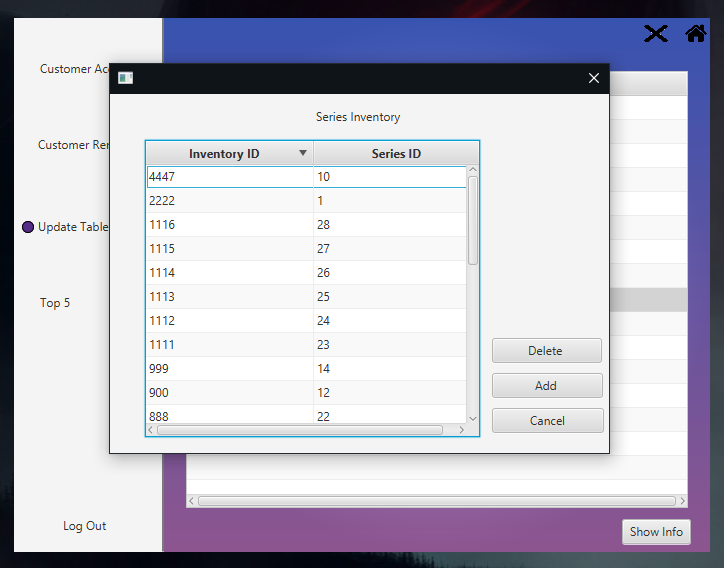 Customer Ac
Customer Re
Update Table
Top 5
Log Out
Series Inventory
Inventory ID Series ID
4447 10
2222 1
1116 28
1115 27
1114 26
1113 25
1112 24
1111 23
999 14
900 12
888 22
Delete
Add
Cancel
Show Info